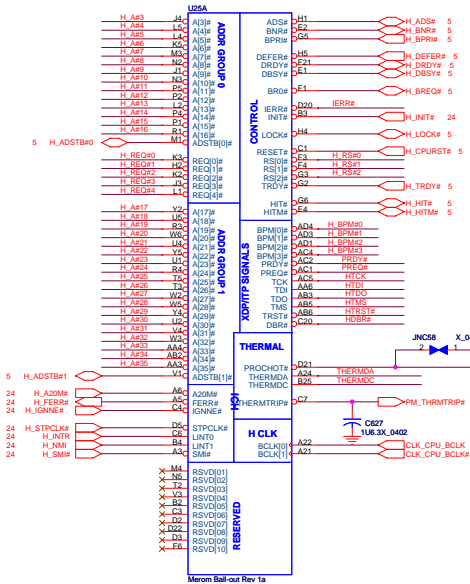 U25A
H_A#3 J4 A[3]# ADS# H1 H_ADS# 5
H_A#4 L5 A[4]# BNR# E2 H_BNR# 5
H_A#5 L4 A[5]# BPRI# G5 H_BPRI# 5
H_A#6 K5 A[6]#
H_A#7 M3 A[7]# DEFER# H5 H_DEFER# 5
H_A#8 N2 A[8]# DRDY# F21 H_DRDY# 5
H_A#9 J1 A[9]# DBSY# E1 H_DBSY# 5
H_A#10 N3 A[10]#
H_A#11 P5 A[11]# BR0# F1 H_BREQ# 5
H_A#12 P2 A[12]#
H_A#13 L2 A[13]# IERR# D20 IERR#
H_A#14 P4 A[14]# INIT# B3 H_INIT# 24
H_A#15 P1 A[15]#
H_A#16 R1 A[16]# LOCK# H4 H_LOCK# 5
5 H_ADSTB#0 M1 ADSTB[0]#
RESET# C1 H_CPURST# 5
H_REQ#0 K3 REQ[0]# RS[0]# F3 H_RS#0
H_REQ#1 H2 REQ[1]# RS[1]# F4 H_RS#1
H_REQ#2 K2 REQ[2]# RS[2]# G3 H_RS#2
H_REQ#3 J3 REQ[3]# TRDY# G2 H_TRDY# 5
H_REQ#4 L1 REQ[4]#
HIT# G6 H_HIT# 5
HITM# E4 H_HITM# 5
ADDR GROUP 0
CONTROL
H_A#17 Y2 A[17]#
H_A#18 U5 A[18]#
H_A#19 R3 A[19]# BPM[0]# AD4 H_BPM#0
H_A#20 W6 A[20]# BPM[1]# AD3 H_BPM#1
H_A#21 U4 A[21]# BPM[2]# AD1 H_BPM#2
H_A#22 Y5 A[22]# BPM[3]# AC4 H_BPM#3
H_A#23 U1 A[23]# PRDY# AC2 PRDY#
H_A#24 R4 A[24]# PREQ# AC1 PREQ#
H_A#25 T5 A[25]# TCK AC5 HTCK
H_A#26 T3 A[26]# TDI AA6 HTDI
H_A#27 W2 A[27]# TDO AB3 HTDO
H_A#28 W5 A[28]# TMS AB5 HTMS
H_A#29 Y4 A[29]# TRST# AB6 HTRST#
H_A#30 U2 A[30]# DBR# C20 HDBR#
H_A#31 V4 A[31]#
H_A#32 W3 A[32]#
H_A#33 AA4 A[33]#
H_A#34 AB2 A[34]#
H_A#35 AA3 A[35]#
5 H_ADSTB#1 V1 ADSTB[1]#
ADDR GROUP 1
XDP/ITP SIGNALS
THERMAL
JNC58 X_0
2 1
PROCHOT# D21
THERMDA A24 THERMDA
THERMDC B25 THERMDC
24 H_A20M# A6 A20M#
24 H_FERR# A5 FERR#
24 H_IGNNE# C4 IGNNE#
THERMTRIP# C7 PM_THRMTRIP#
C627
1U6.3X_0402
24 H_STPCLK# D5 STPCLK#
24 H_INTR C6 LINT0
24 H_NMI B4 LINT1
24 H_SMI# A3 SMI#
H CLK
BCLK[0] A22 CLK_CPU_BCLK
BCLK[1] A21 CLK_CPU_BCLK#
M4 RSVD[01]
N5 RSVD[02]
T2 RSVD[03]
V3 RSVD[04]
B2 RSVD[05]
C3 RSVD[06]
D2 RSVD[07]
D22 RSVD[08]
D3 RSVD[09]
F6 RSVD[10]
RESERVED
Merom Ball-out Rev 1a